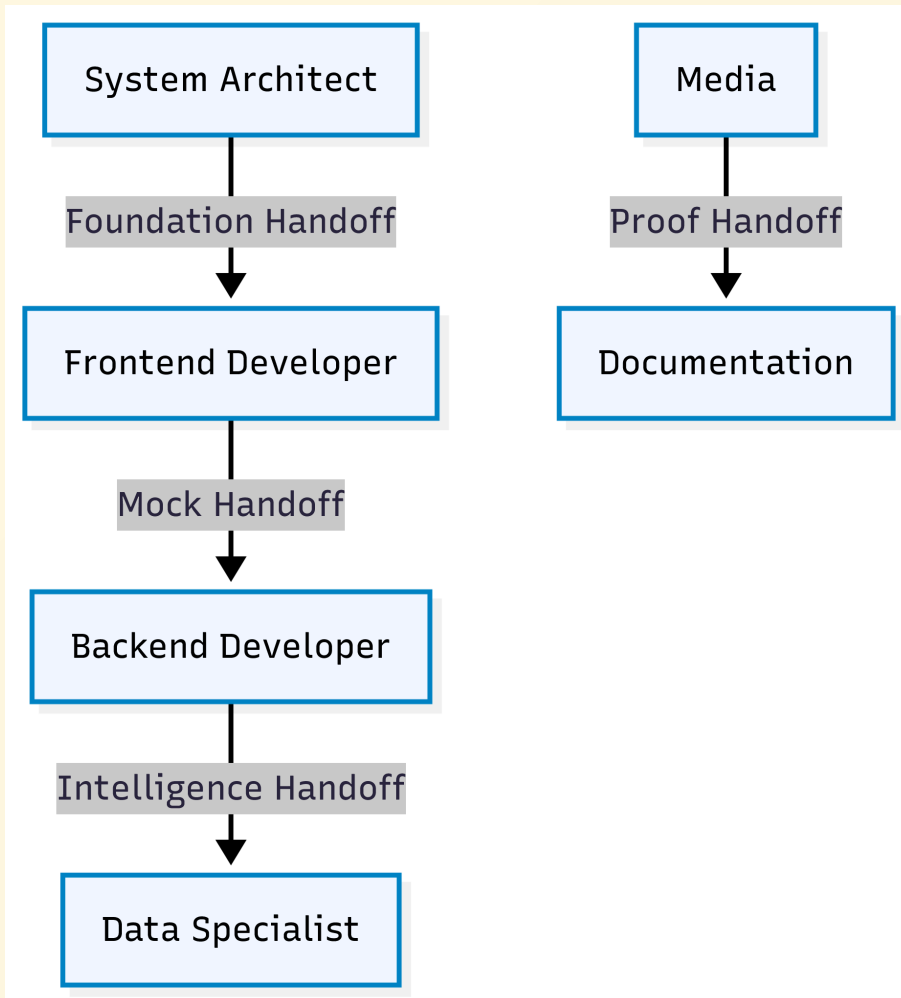 System Architect
Foundation Handoff
Frontend Developer
Mock Handoff
Backend Developer
Intelligence Handoff
Data Specialist
Media
Proof Handoff
Documentation